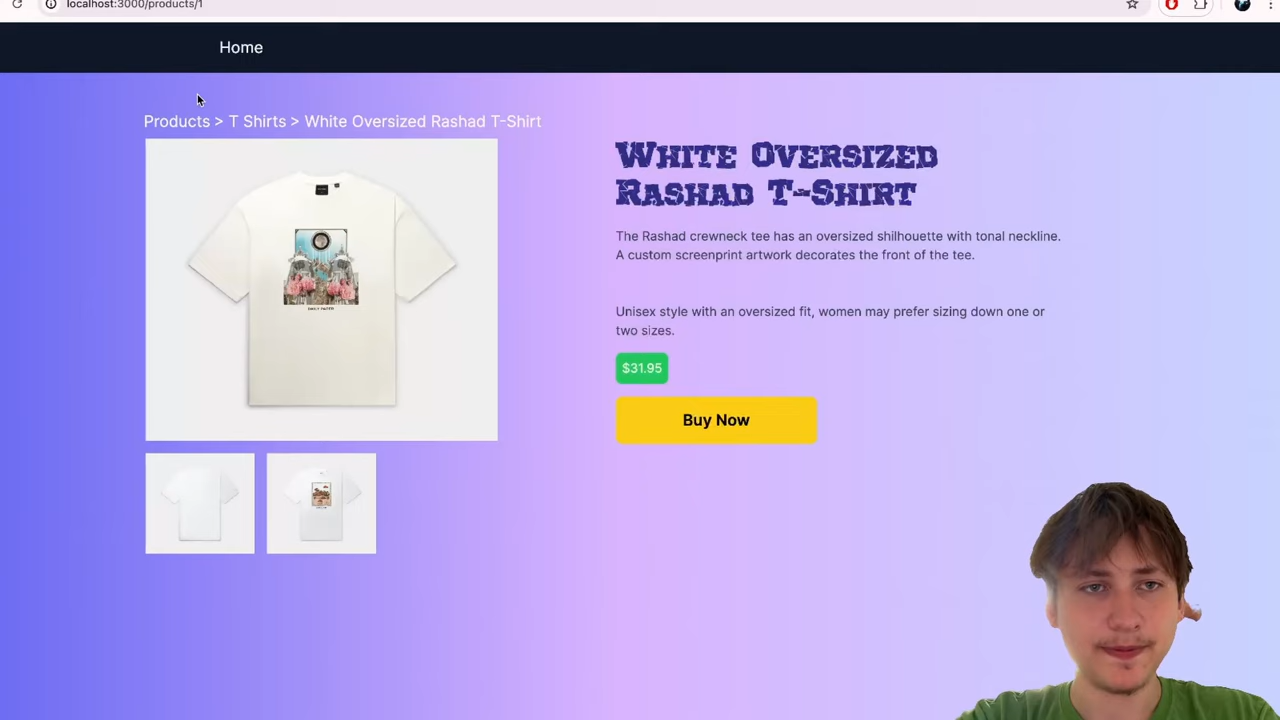 localhost:3000/products/1
Home
Products > T Shirts > White Oversized Rashad T-Shirt
White Oversized
Rashad T-Shirt
The Rashad crewneck tee has an oversized shilhouette with tonal neckline.
A custom screenprint artwork decorates the front of the tee.
Unisex style with an oversized fit, women may prefer sizing down one or
two sizes.
$31.95
Buy Now